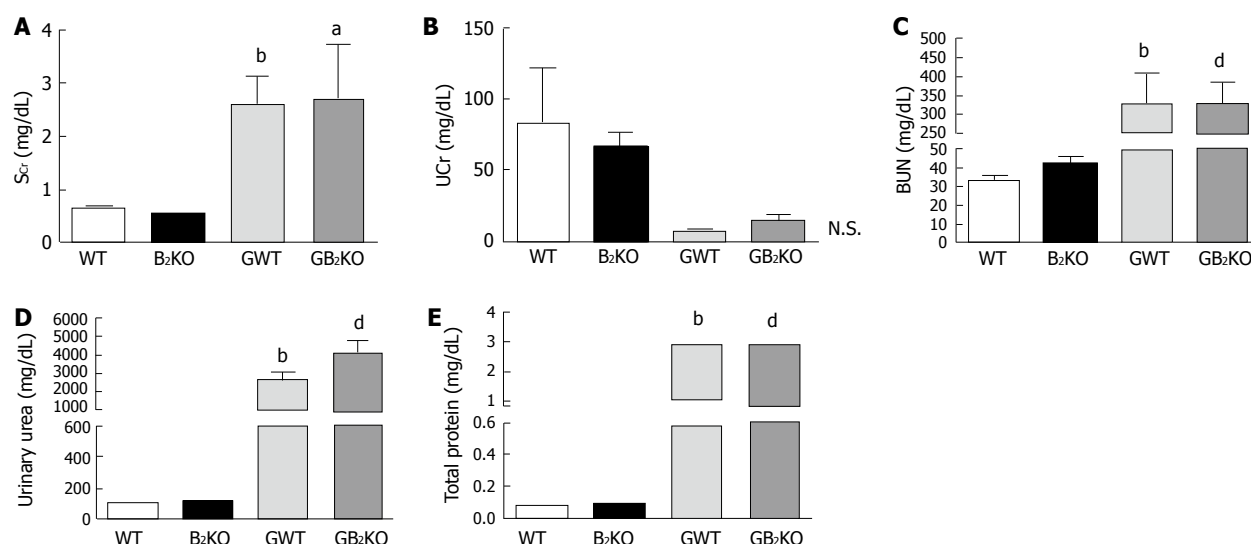 A
S_Cr (mg/dL)
4
3
2
1
0
b
a
WT
B₂KO
GWT
GB₂KO
B
UCr (mg/dL)
150
100
50
0
WT
B₂KO
GWT
GB₂KO
N.S.
C
BUN (mg/dL)
500
450
400
350
300
250
50
40
30
20
10
0
b
d
WT
B₂KO
GWT
GB₂KO
D
Urinary urea (mg/dL)
6000
5000
4000
3000
2000
1000
600
400
200
0
b
d
WT
B₂KO
GWT
GB₂KO
E
Total protein (mg/dL)
4
3
2
1
0.6
0.4
0.2
0.0
b
d
WT
B₂KO
GWT
GB₂KO